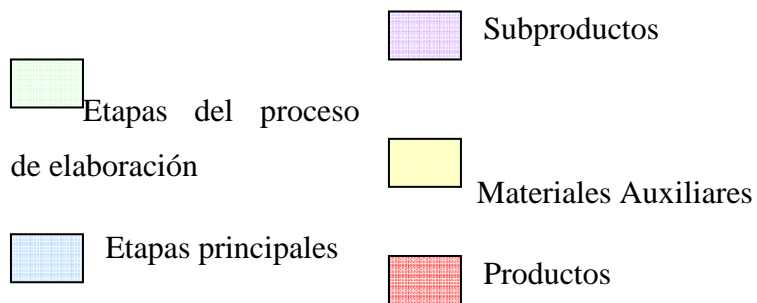 Etapas del proceso
de elaboración
Etapas principales
Subproductos
Materiales Auxiliares
Productos